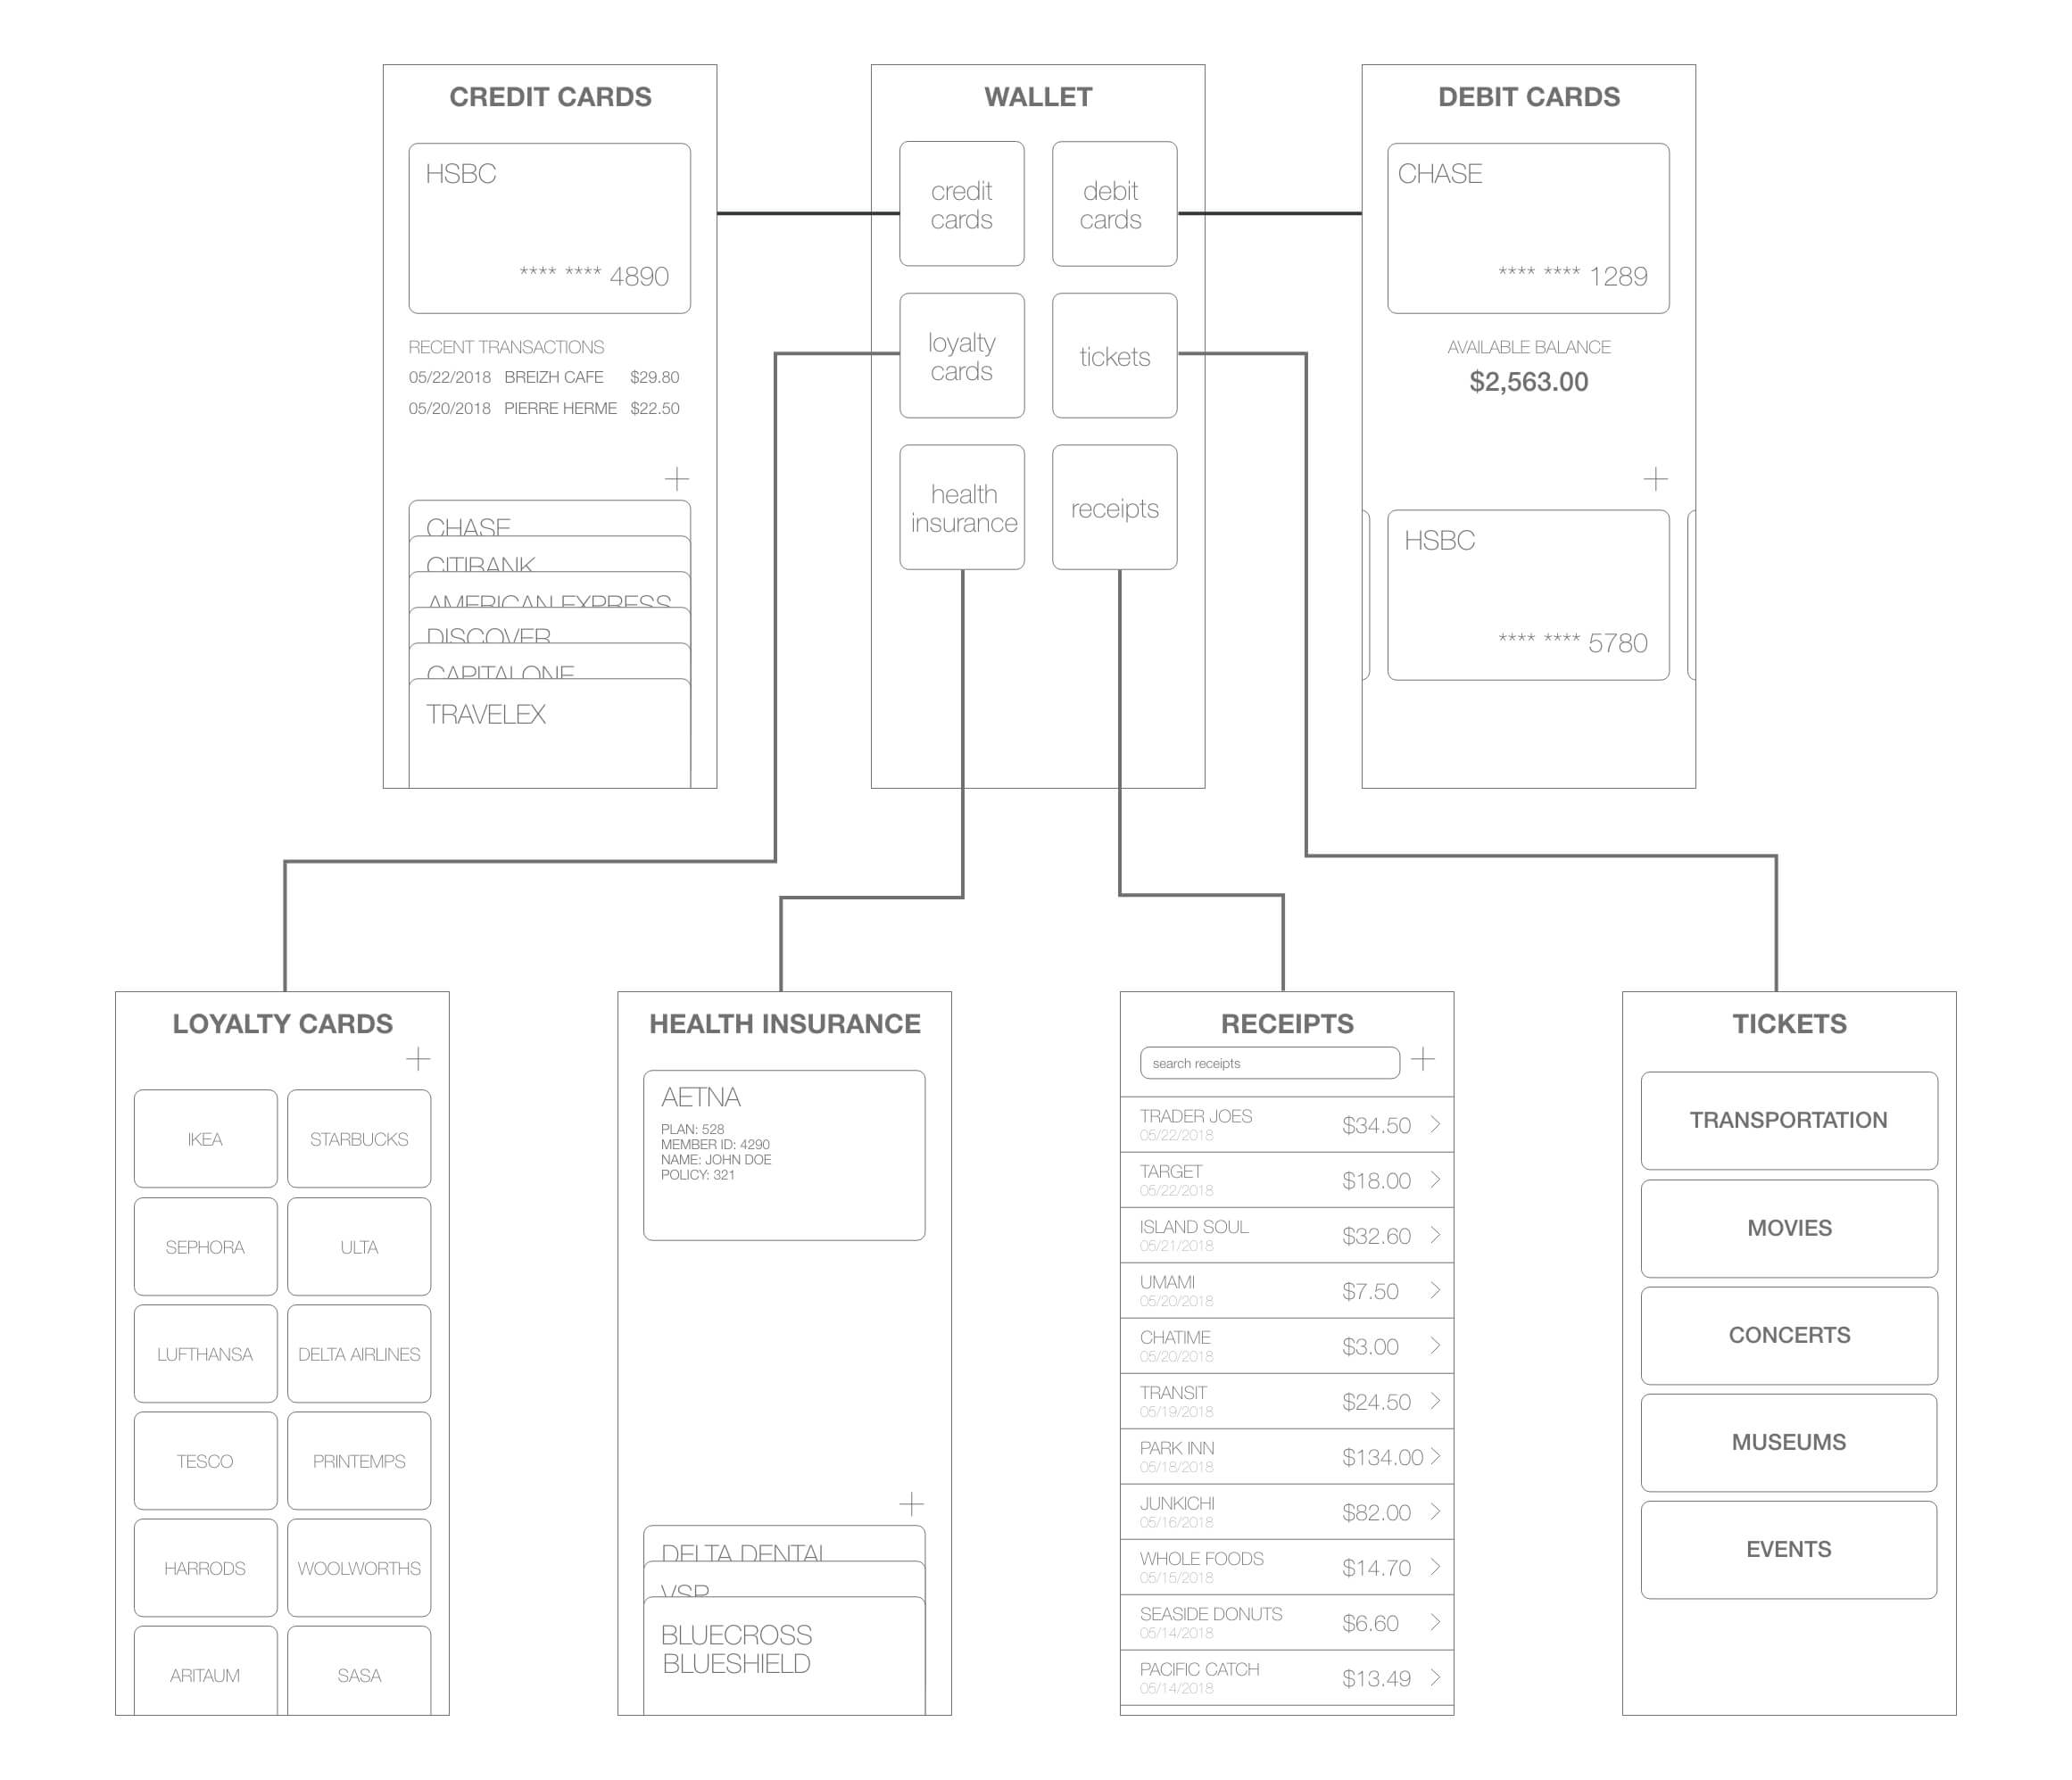 CREDIT CARDS
HSBC
**** **** 4890
RECENT TRANSACTIONS
05/22/2018 BREIZH CAFE $29.80
05/20/2018 PIERRE HERME $22.50
CHASE
CITIBANK
AMERICAN EXPRESS
DISCOVER
CAPITALONE
TRAVELEX
WALLET
credit
cards
debit
cards
loyalty
cards
tickets
health
insurance
receipts
DEBIT CARDS
CHASE
**** **** 1289
AVAILABLE BALANCE
$2,563.00
HSBC
**** **** 5780
LOYALTY CARDS
IKEA
STARBUCKS
SEPHORA
ULTA
LUFTHANSA
DELTA AIRLINES
TESCO
PRINTEMPS
HARRODS
WOOLWORTHS
ARITAUM
SASA
HEALTH INSURANCE
AETNA
PLAN: 528
MEMBER ID: 4290
NAME: JOHN DOE
POLICY: 321
DELTA DENTAL
VSP
BLUECROSS
BLUESHIELD
RECEIPTS
search receipts
TRADER JOES $34.50
05/22/2018
TARGET $18.00
05/22/2018
ISLAND SOUL $32.60
05/21/2018
UMAMI $7.50
05/20/2018
CHATIME $3.00
05/20/2018
TRANSIT $24.50
05/19/2018
PARK INN $134.00
05/18/2018
JUNKICHI $82.00
05/16/2018
WHOLE FOODS $14.70
05/15/2018
SEASIDE DONUTS $6.60
05/14/2018
PACIFIC CATCH $13.49
05/14/2018
TICKETS
TRANSPORTATION
MOVIES
CONCERTS
MUSEUMS
EVENTS